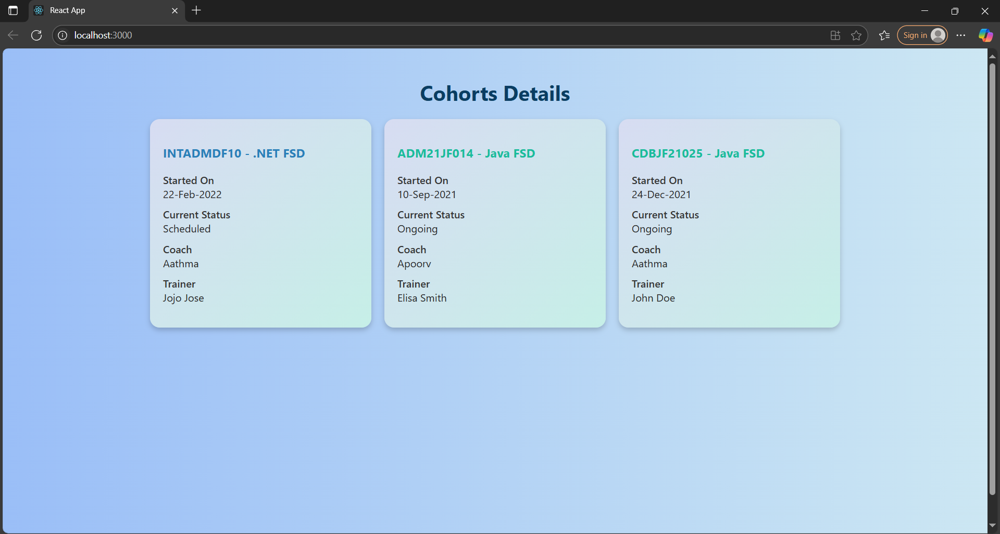 React App
localhost:3000
Sign in
Cohorts Details
INTADMDF10 - .NET FSD
Started On
22-Feb-2022
Current Status
Scheduled
Coach
Aathma
Trainer
Jojo Jose
ADM21JF014 - Java FSD
Started On
10-Sep-2021
Current Status
Ongoing
Coach
Apoorv
Trainer
Elisa Smith
CDBJF21025 - Java FSD
Started On
24-Dec-2021
Current Status
Ongoing
Coach
Aathma
Trainer
John Doe